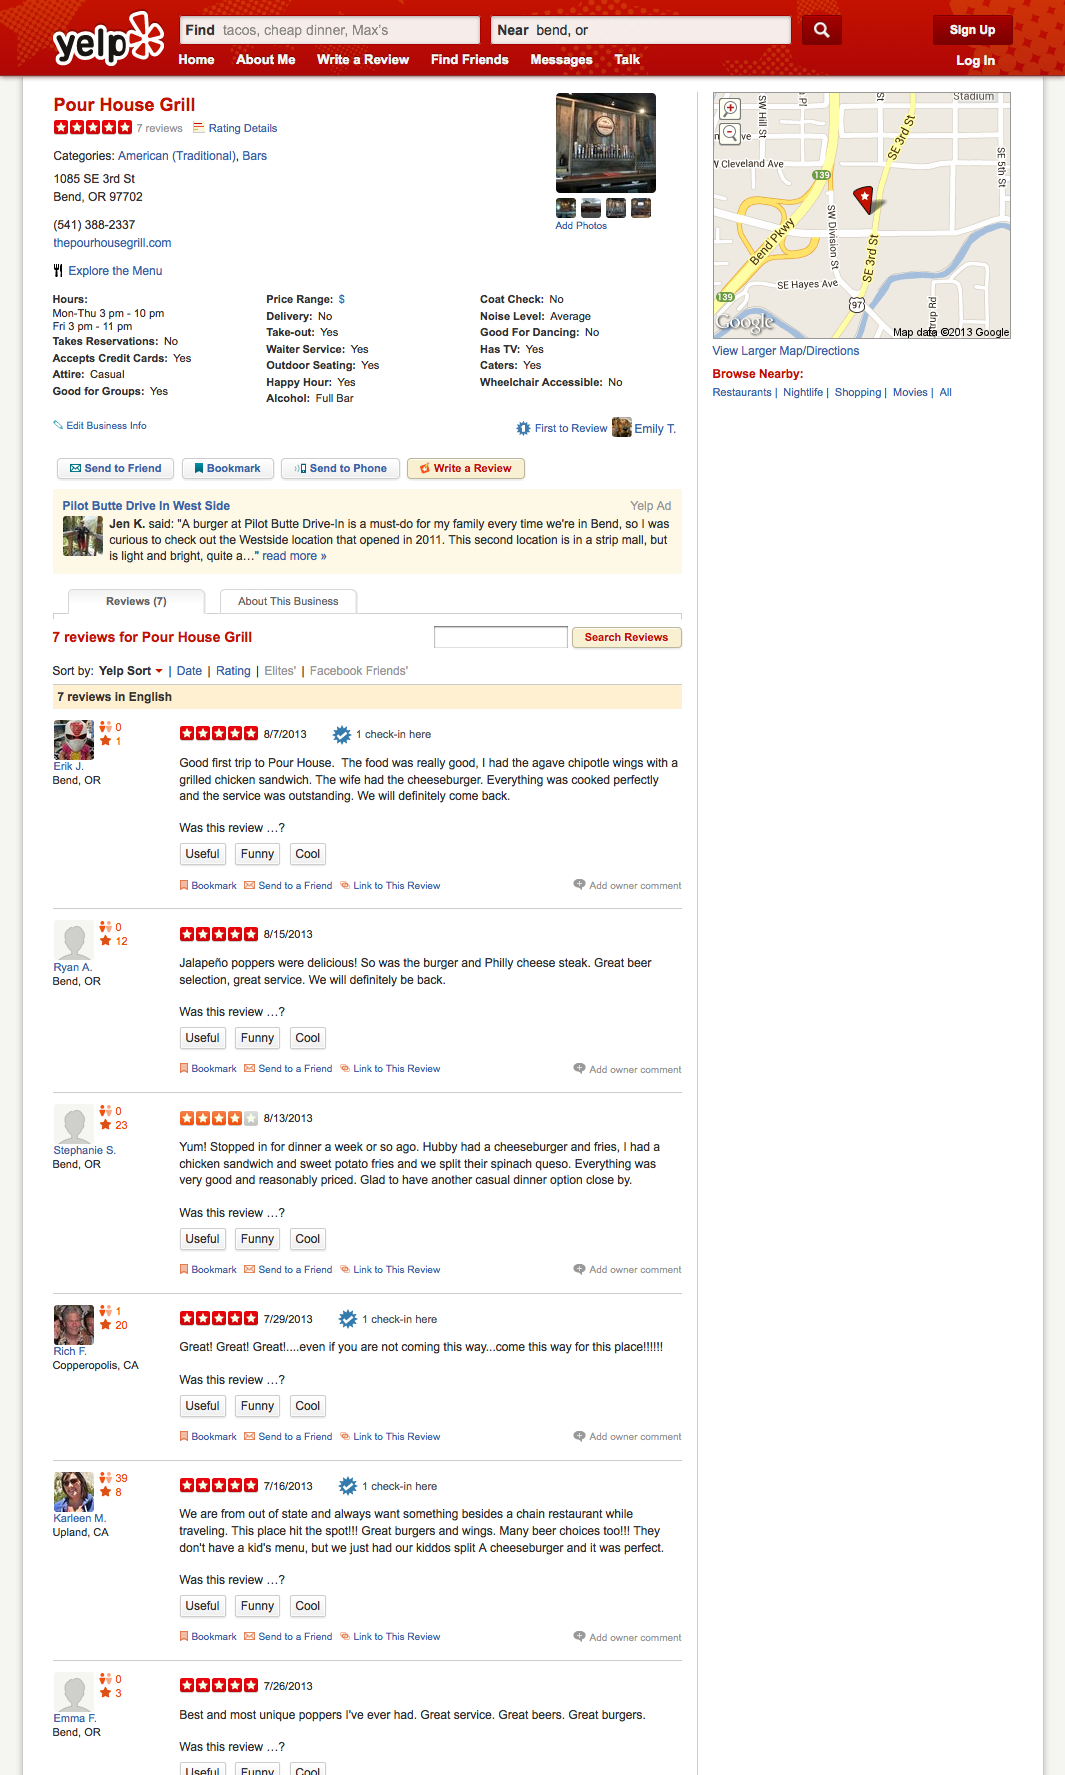 yelp
Find tacos, cheap dinner, Max's
Near bend, or
Sign Up
Home About Me Write a Review Find Friends Messages Talk
Log In
Pour House Grill
7 reviews Rating Details
Categories: American (Traditional), Bars
1085 SE 3rd St
Bend, OR 97702
(541) 388-2337
thepourhousegrill.com
Explore the Menu
Hours:
Mon-Thu 3 pm - 10 pm
Fri 3 pm - 11 pm
Takes Reservations: No
Accepts Credit Cards: Yes
Attire: Casual
Good for Groups: Yes
Price Range: $
Delivery: No
Take-out: Yes
Waiter Service: Yes
Outdoor Seating: Yes
Happy Hour: Yes
Alcohol: Full Bar
Coat Check: No
Noise Level: Average
Good For Dancing: No
Has TV: Yes
Caters: Yes
Wheelchair Accessible: No
Add Photos
Edit Business Info
First to Review Emily T.
Send to Friend Bookmark Send to Phone Write a Review
Pilot Butte Drive In West Side
Yelp Ad
Jen K. said: "A burger at Pilot Butte Drive-In is a must-do for my family every time we're in Bend, so I was
curious to check out the Westside location that opened in 2011. This second location is in a strip mall, but
is light and bright, quite a…" read more »
Reviews (7) About This Business
7 reviews for Pour House Grill
Search Reviews
Sort by: Yelp Sort | Date | Rating | Elites' | Facebook Friends'
7 reviews in English
0
1
Erik J.
Bend, OR
8/7/2013 1 check-in here
Good first trip to Pour House. The food was really good, I had the agave chipotle wings with a
grilled chicken sandwich. The wife had the cheeseburger. Everything was cooked perfectly
and the service was outstanding. We will definitely come back.
Was this review …?
Useful Funny Cool
Bookmark Send to a Friend Link to This Review Add owner comment
0
12
Ryan A.
Bend, OR
8/15/2013
Jalapeño poppers were delicious! So was the burger and Philly cheese steak. Great beer
selection, great service. We will definitely be back.
Was this review …?
Useful Funny Cool
Bookmark Send to a Friend Link to This Review Add owner comment
0
23
Stephanie S.
Bend, OR
8/13/2013
Yum! Stopped in for dinner a week or so ago. Hubby had a cheeseburger and fries, I had a
chicken sandwich and sweet potato fries and we split their spinach queso. Everything was
very good and reasonably priced. Glad to have another casual dinner option close by.
Was this review …?
Useful Funny Cool
Bookmark Send to a Friend Link to This Review Add owner comment
1
20
Rich F.
Copperopolis, CA
7/29/2013 1 check-in here
Great! Great! Great!....even if you are not coming this way...come this way for this place!!!!!!
Was this review …?
Useful Funny Cool
Bookmark Send to a Friend Link to This Review Add owner comment
39
8
Karleen M.
Upland, CA
7/16/2013 1 check-in here
We are from out of state and always want something besides a chain restaurant while
traveling. This place hit the spot!!! Great burgers and wings. Many beer choices too!!! They
don't have a kid's menu, but we just had our kiddos split A cheeseburger and it was perfect.
Was this review …?
Useful Funny Cool
Bookmark Send to a Friend Link to This Review Add owner comment
0
3
Emma F.
Bend, OR
7/26/2013
Best and most unique poppers I've ever had. Great service. Great beers. Great burgers.
Was this review …?
Useful Funny Cool
Stadium
SW Hill St
Pl
St
SE 3rd St
SE 5th St
ve Ave
W Cleveland Ave
139
SW Division St
Bend Pkwy
SE 3rd St
SE Hayes Ave
139
97
trup Rd
Google
Map data ©2013 Google
View Larger Map/Directions
Browse Nearby:
Restaurants | Nightlife | Shopping | Movies | All